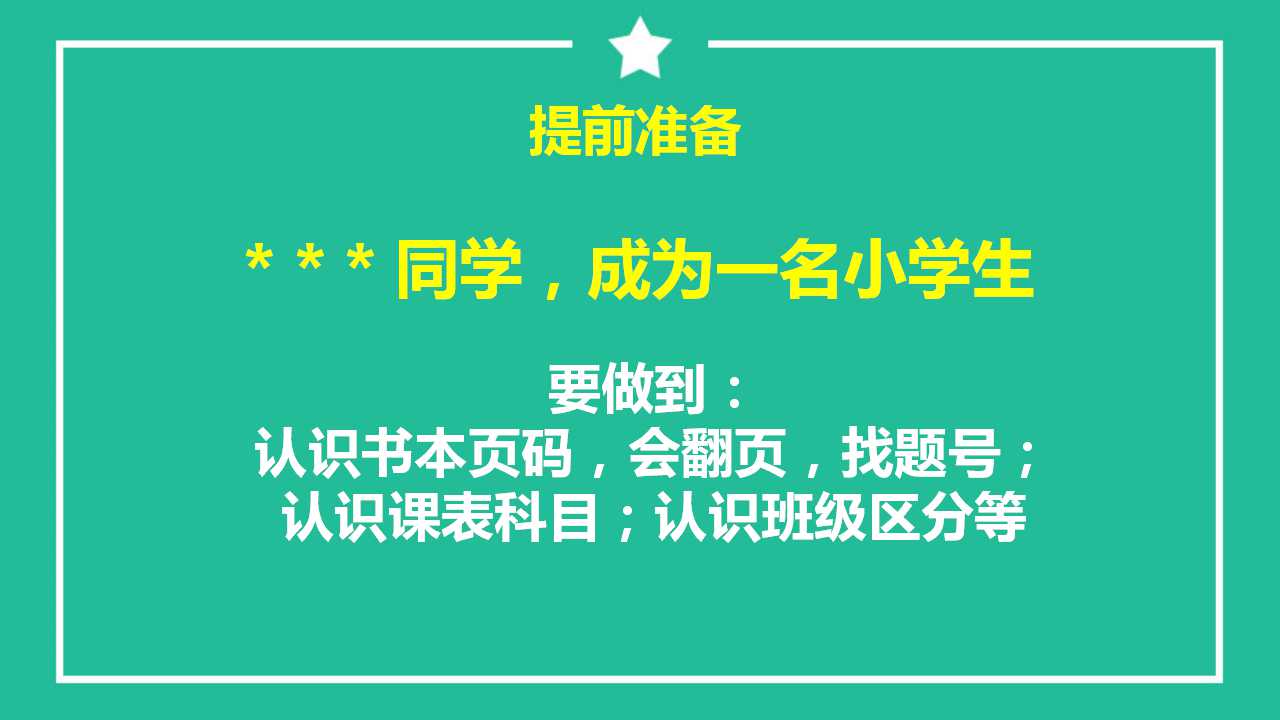 提前准备
* * * 同学，成为一名小学生
要做到：
认识书本页码，会翻页，找题号；
认识课表科目；认识班级区分等